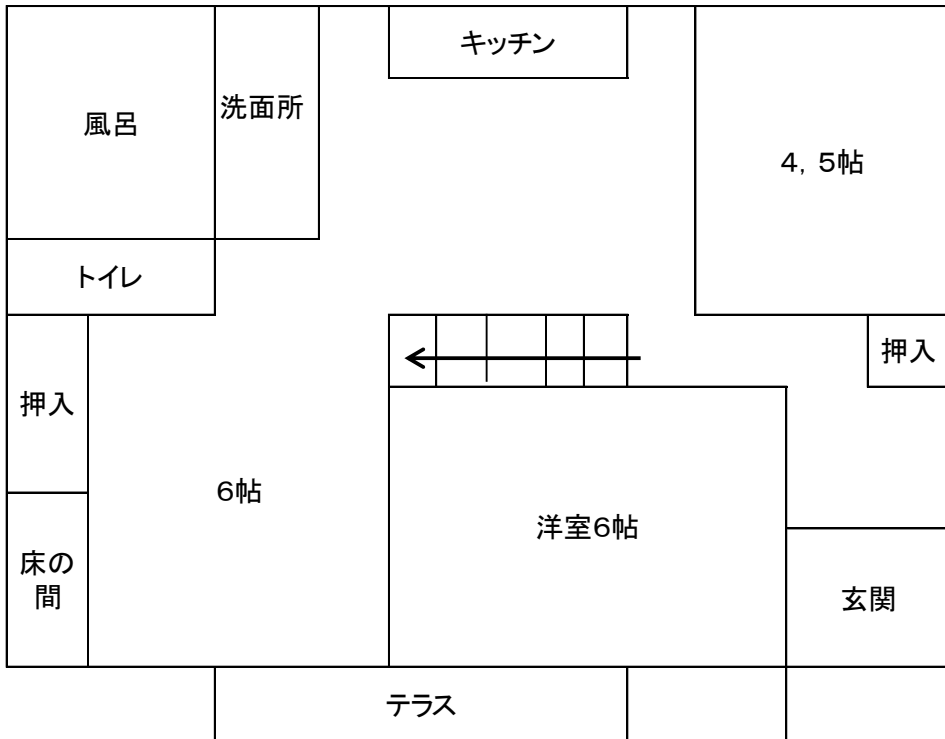 キッチン
風呂
洗面所
4, 5帖
トイレ
押入
押入
6帖
洋室6帖
床の
間
玄関
テラス